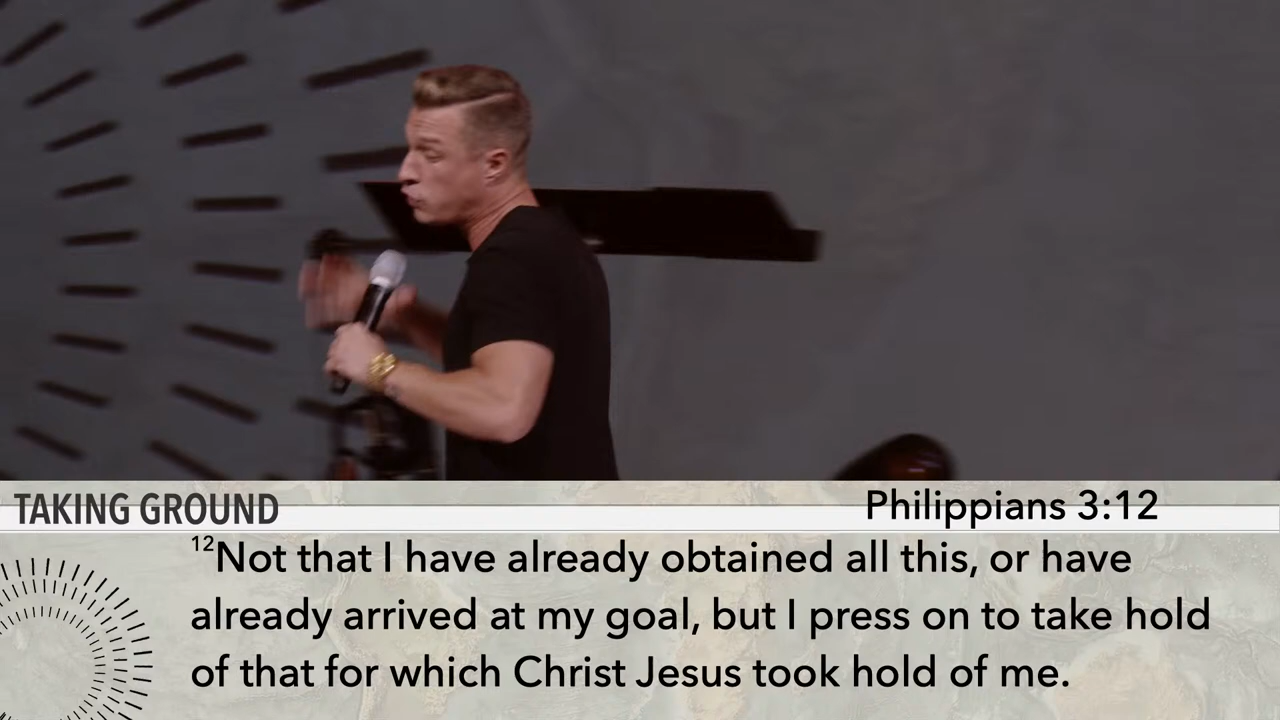 TAKING GROUND
Philippians 3:12
12Not that I have already obtained all this, or have
already arrived at my goal, but I press on to take hold
of that for which Christ Jesus took hold of me.